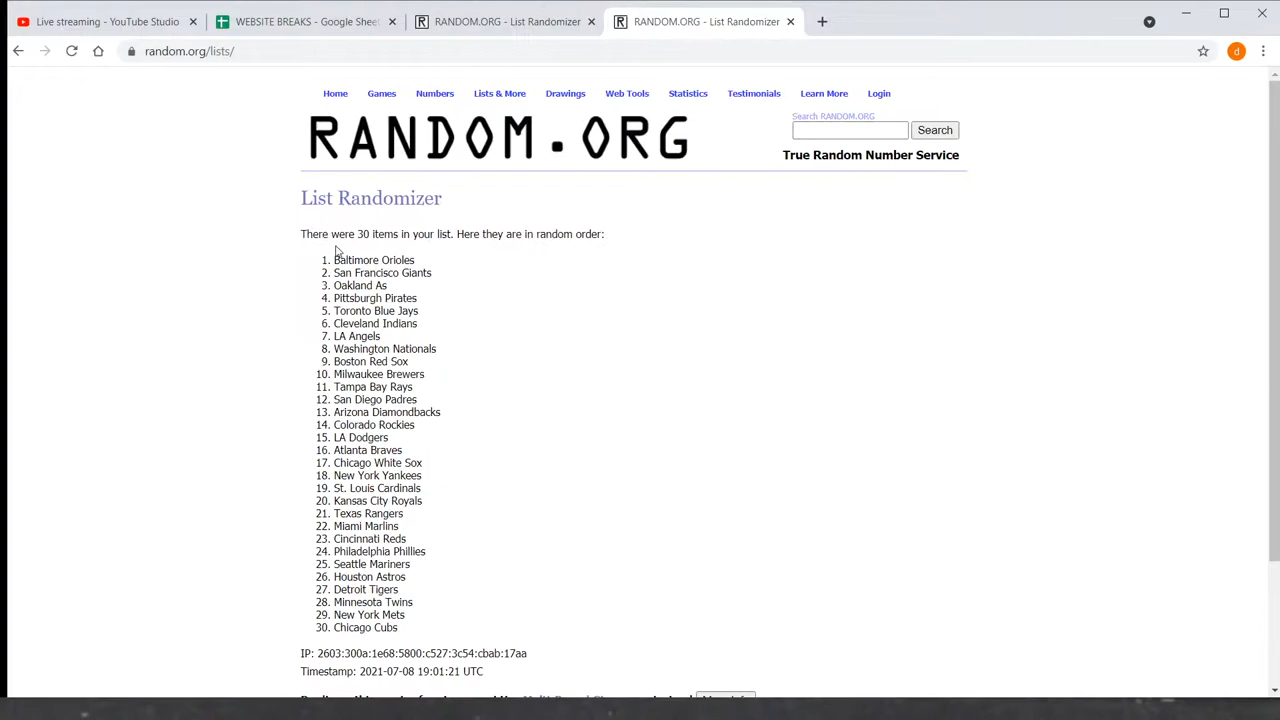 Live streaming - YouTube Studio
WEBSITE BREAKS - Google Sheet
RANDOM.ORG - List Randomizer
RANDOM.ORG - List Randomizer
random.org/lists/
d
Home Games Numbers Lists & More Drawings Web Tools Statistics Testimonials Learn More Login
RANDOM.ORG
Search RANDOM.ORG
Search
True Random Number Service
List Randomizer
There were 30 items in your list. Here they are in random order:
1. Baltimore Orioles
2. San Francisco Giants
3. Oakland As
4. Pittsburgh Pirates
5. Toronto Blue Jays
6. Cleveland Indians
7. LA Angels
8. Washington Nationals
9. Boston Red Sox
10. Milwaukee Brewers
11. Tampa Bay Rays
12. San Diego Padres
13. Arizona Diamondbacks
14. Colorado Rockies
15. LA Dodgers
16. Atlanta Braves
17. Chicago White Sox
18. New York Yankees
19. St. Louis Cardinals
20. Kansas City Royals
21. Texas Rangers
22. Miami Marlins
23. Cincinnati Reds
24. Philadelphia Phillies
25. Seattle Mariners
26. Houston Astros
27. Detroit Tigers
28. Minnesota Twins
29. New York Mets
30. Chicago Cubs
IP: 2603:300a:1e68:5800:c527:3c54:cbab:17aa
Timestamp: 2021-07-08 19:01:21 UTC